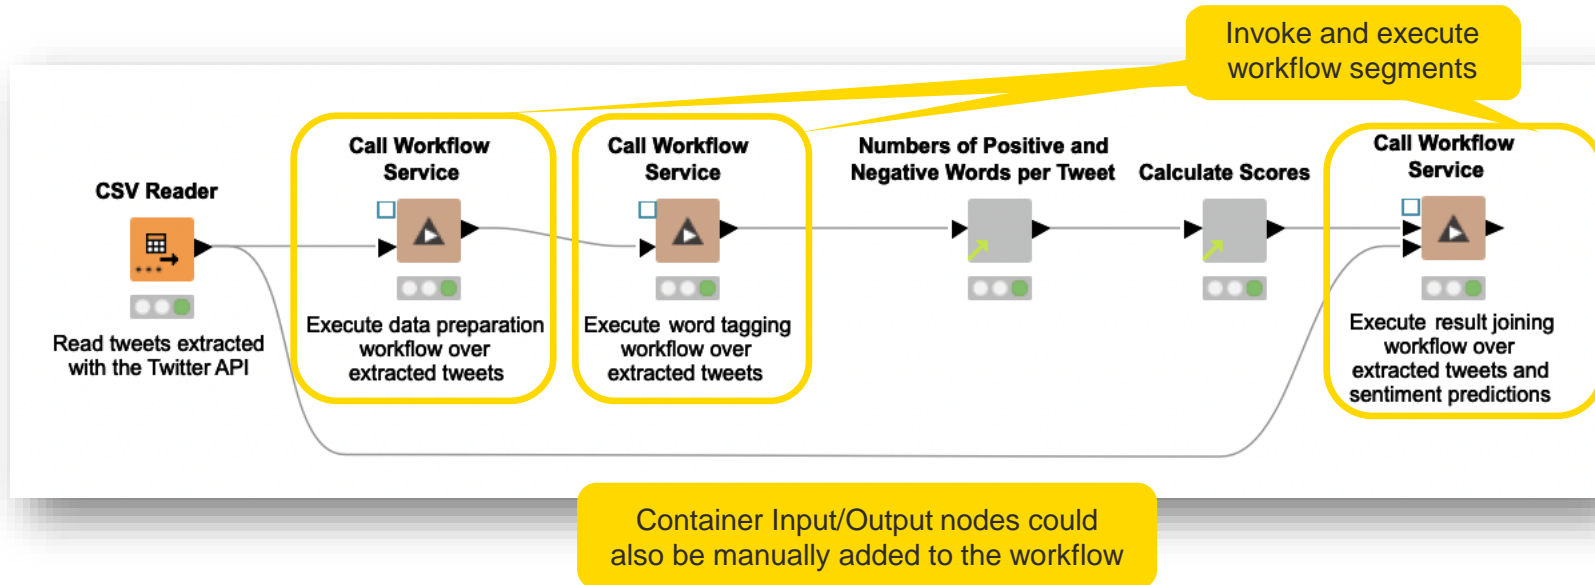 Invoke and execute
workflow segments
CSV Reader
Read tweets extracted
with the Twitter API
Call Workflow
Service
Execute data preparation
workflow over
extracted tweets
Call Workflow
Service
Execute word tagging
workflow over
extracted tweets
Numbers of Positive and
Negative Words per Tweet
Calculate Scores
Call Workflow
Service
Execute result joining
workflow over
extracted tweets and
sentiment predictions
Container Input/Output nodes could
also be manually added to the workflow